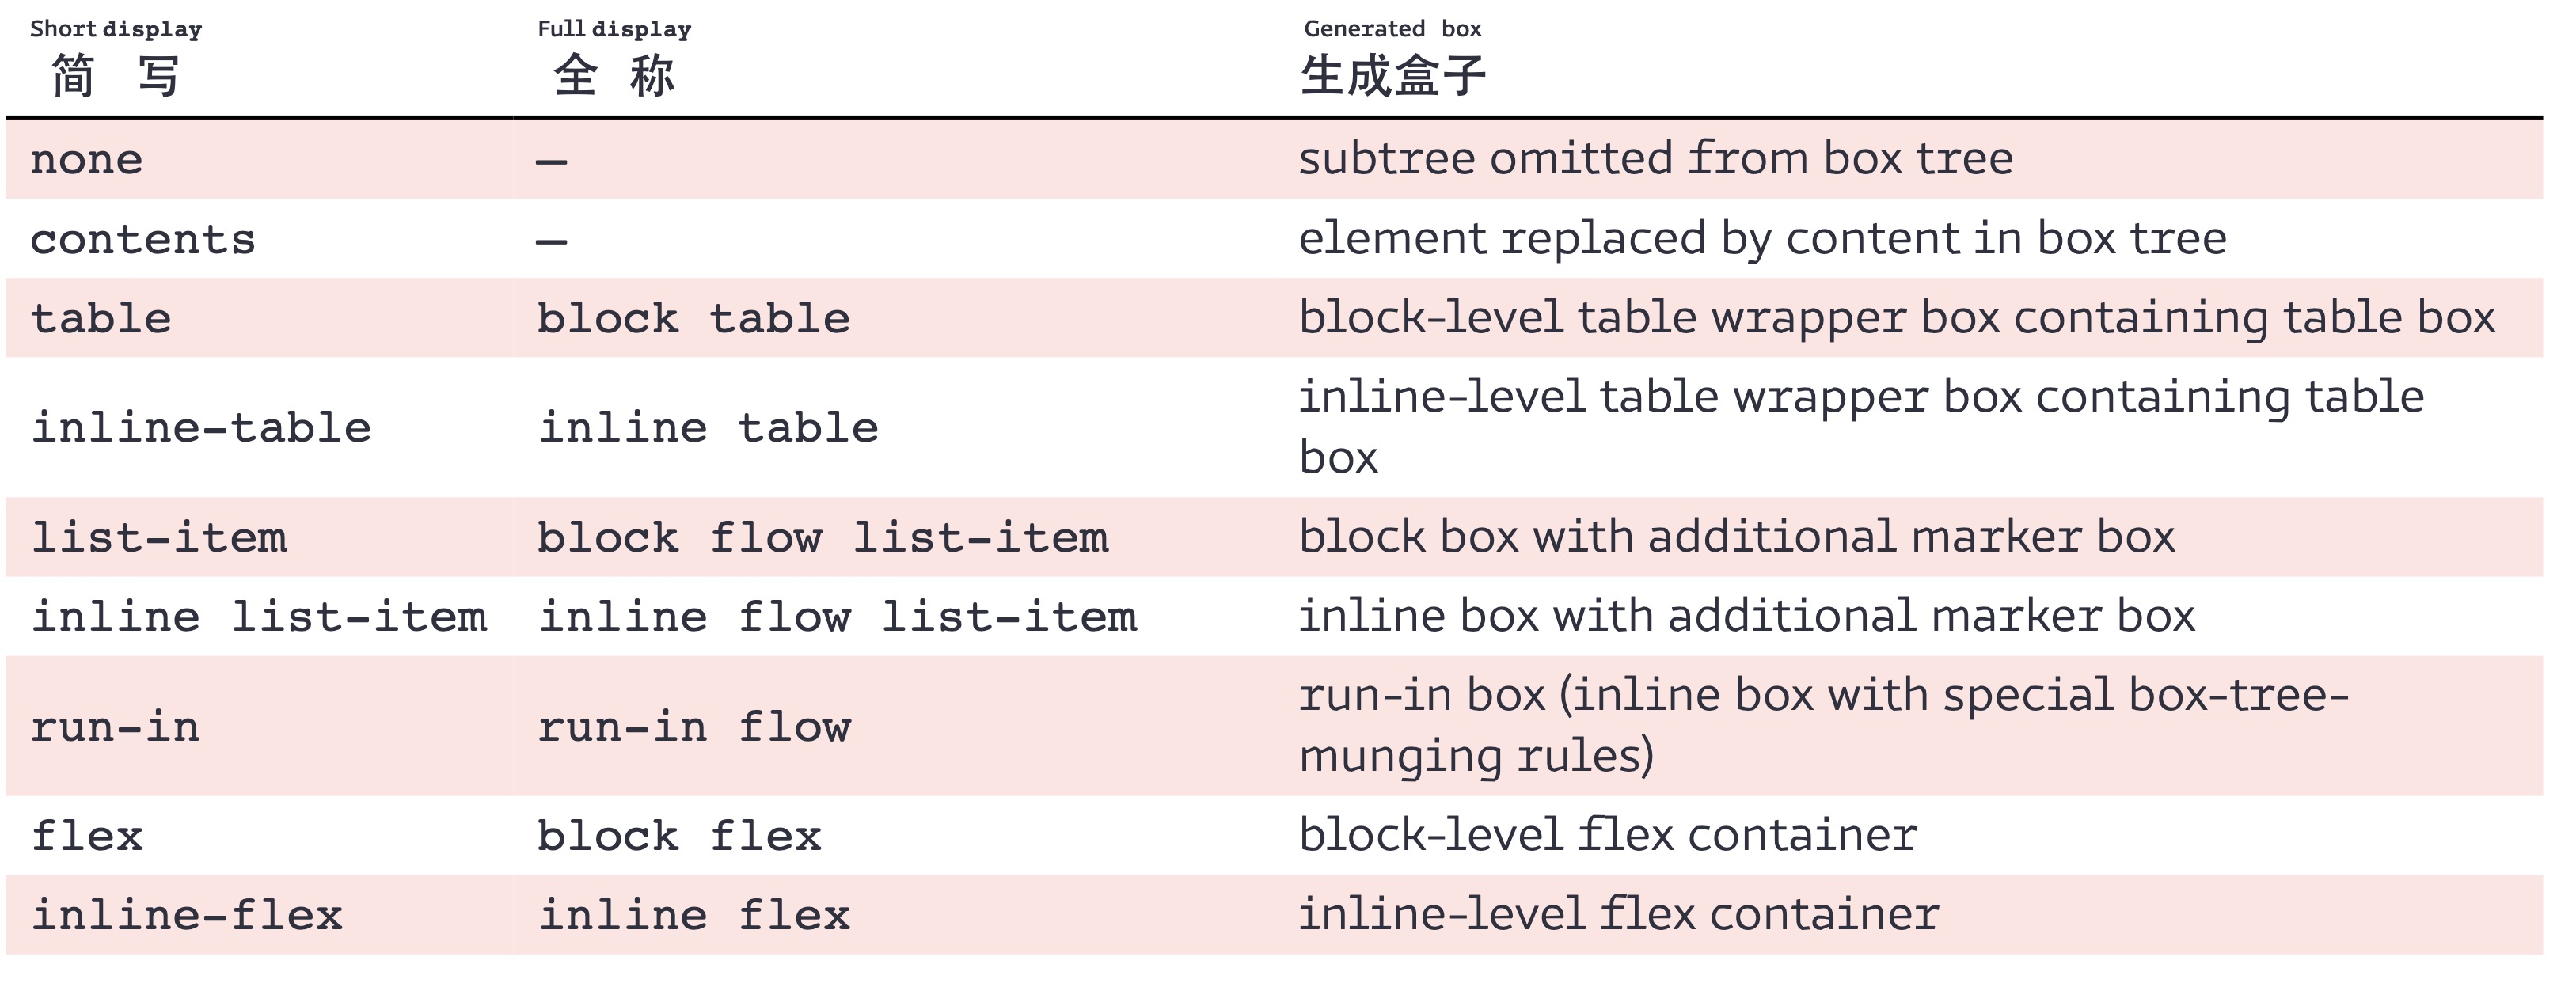 Short display Full display Generated box
简 写 全 称 生成盒子
none — subtree omitted from box tree
contents — element replaced by content in box tree
table block table block-level table wrapper box containing table box
inline-table inline table inline-level table wrapper box containing table
box
list-item block flow list-item block box with additional marker box
inline list-item inline flow list-item inline box with additional marker box
run-in run-in flow run-in box (inline box with special box-tree-
munging rules)
flex block flex block-level flex container
inline-flex inline flex inline-level flex container